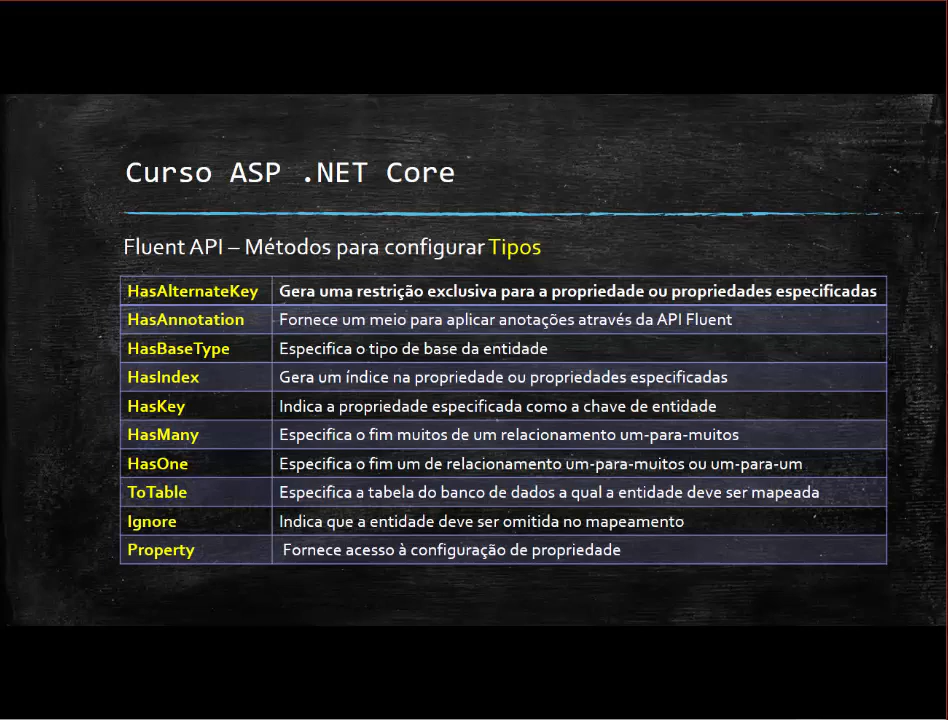 Curso ASP .NET Core
Fluent API – Métodos para configurar Tipos
HasAlternateKey Gera uma restrição exclusiva para a propriedade ou propriedades especificadas
HasAnnotation Fornece um meio para aplicar anotações através da API Fluent
HasBaseType Especifica o tipo de base da entidade
HasIndex Gera um índice na propriedade ou propriedades especificadas
HasKey Indica a propriedade especificada como a chave de entidade
HasMany Especifica o fim muitos de um relacionamento um-para-muitos
HasOne Especifica o fim um de relacionamento um-para-muitos ou um-para-um
ToTable Especifica a tabela do banco de dados a qual a entidade deve ser mapeada
Ignore Indica que a entidade deve ser omitida no mapeamento
Property Fornece acesso à configuração de propriedade